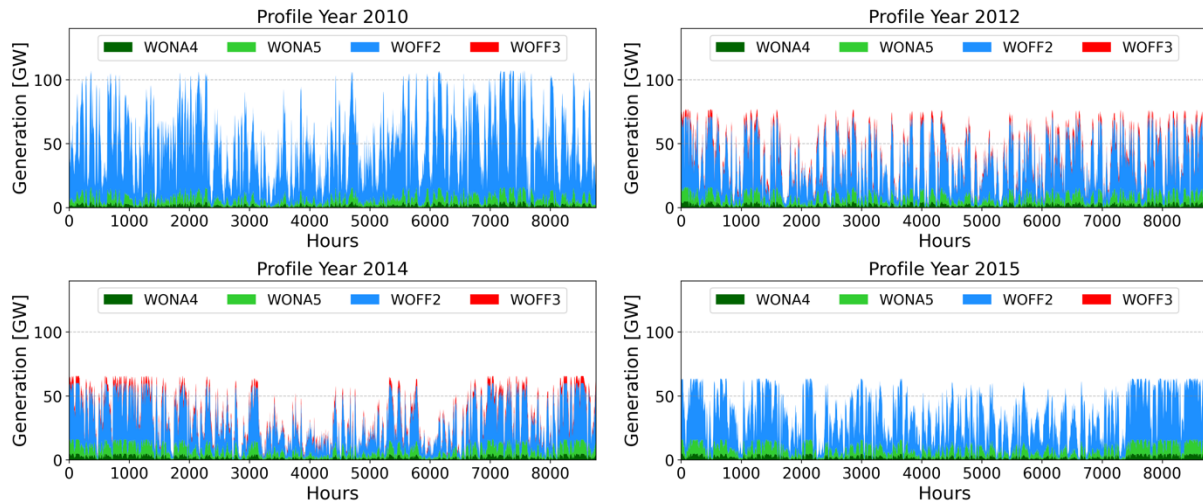 Profile Year 2010
WONA4 WONA5 WOFF2 WOFF3
Generation [GW]
100
50
0
0 1000 2000 3000 4000 5000 6000 7000 8000
Hours
Profile Year 2012
WONA4 WONA5 WOFF2 WOFF3
Generation [GW]
100
50
0
0 1000 2000 3000 4000 5000 6000 7000 8000
Hours
Profile Year 2014
WONA4 WONA5 WOFF2 WOFF3
Generation [GW]
100
50
0
0 1000 2000 3000 4000 5000 6000 7000 8000
Hours
Profile Year 2015
WONA4 WONA5 WOFF2 WOFF3
Generation [GW]
100
50
0
0 1000 2000 3000 4000 5000 6000 7000 8000
Hours